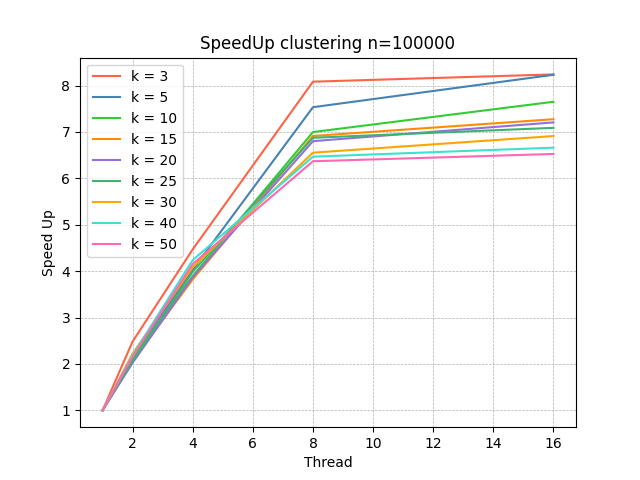 SpeedUp clustering n=100000
k = 3
k = 5
k = 10
k = 15
k = 20
k = 25
k = 30
k = 40
k = 50
Speed Up
8
7
6
5
4
3
2
1
2 4 6 8 10 12 14 16
Thread